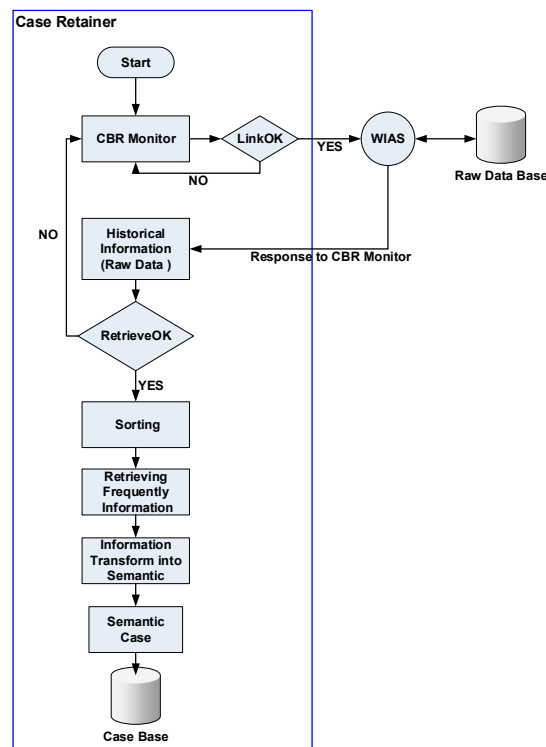 Case Retainer
Start
CBR Monitor
LinkOK
YES
WIAS
Raw Data Base
NO
NO
Historical
Information
(Raw Data )
Response to CBR Monitor
RetrieveOK
YES
Sorting
Retrieving
Frequently
Information
Information
Transform into
Semantic
Semantic
Case
Case Base